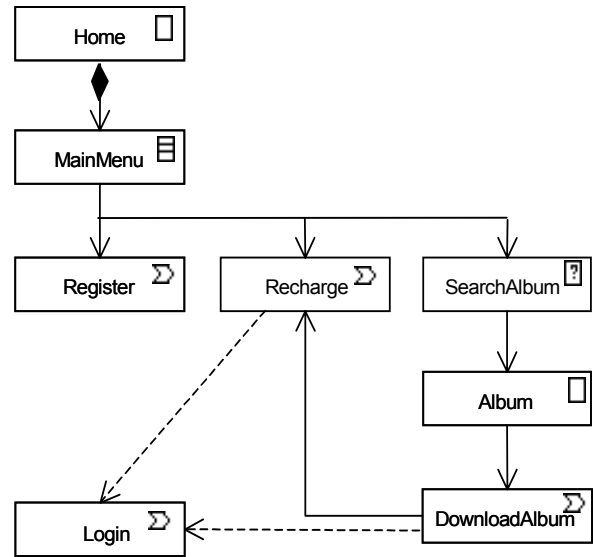 Home
MainMenu
Register
Recharge
SearchAlbum
?
Album
Login
DownloadAlbum